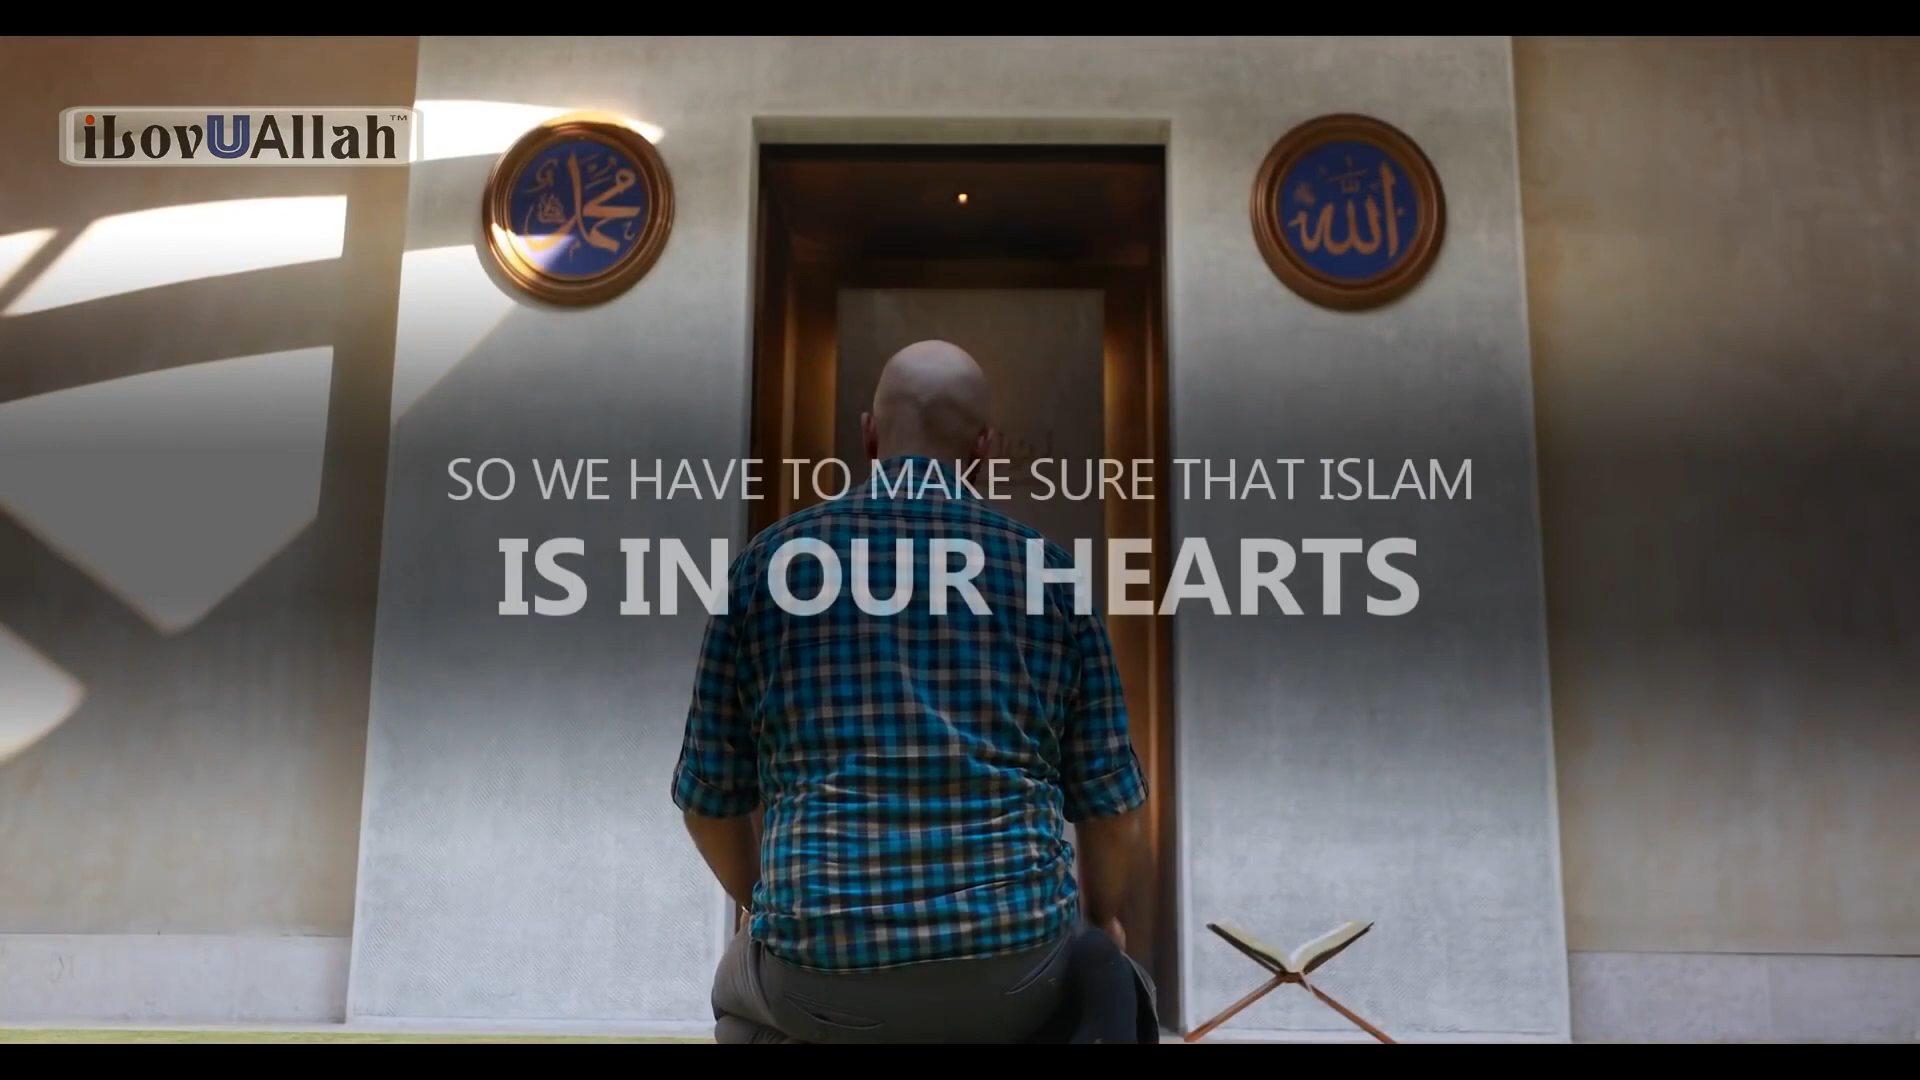 iLovUAllah™
محمد
الله
SO WE HAVE TO MAKE SURE THAT ISLAM
IS IN OUR HEARTS